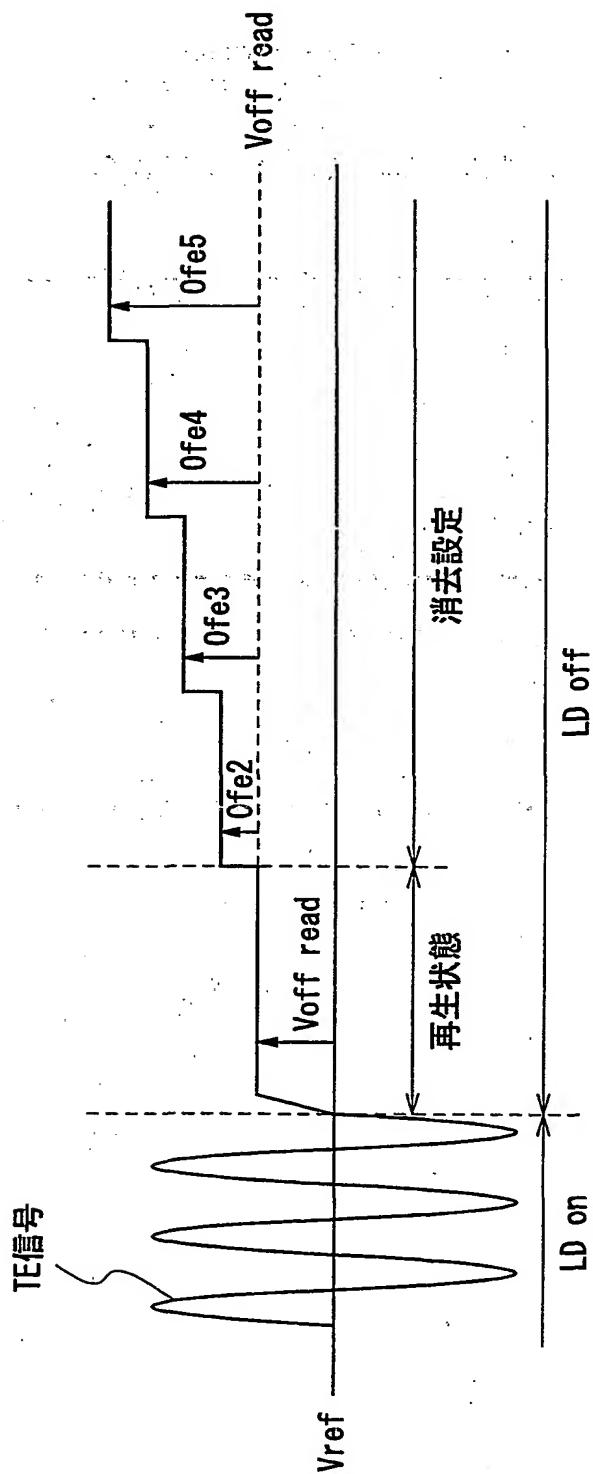 TE信号
Vref
Voff read
Voff read
Ofe2
Ofe3
Ofe4
Ofe5
再生状態
消去設定
LD on
LD off